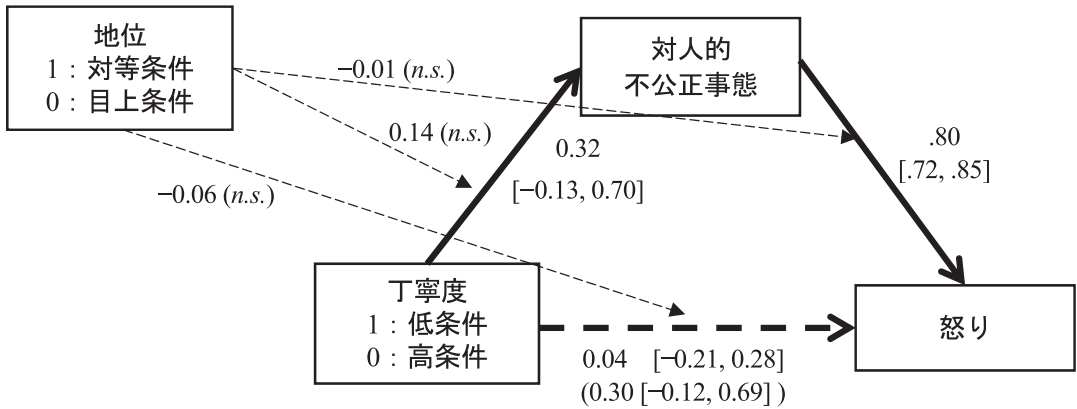 地位
1：対等条件
0：目上条件
対人的
不公正事態
−0.01 (n.s.)
0.14 (n.s.)
−0.06 (n.s.)
0.32
[−0.13, 0.70]
.80
[.72, .85]
丁寧度
1：低条件
0：高条件
怒り
0.04 [−0.21, 0.28]
(0.30 [−0.12, 0.69] )